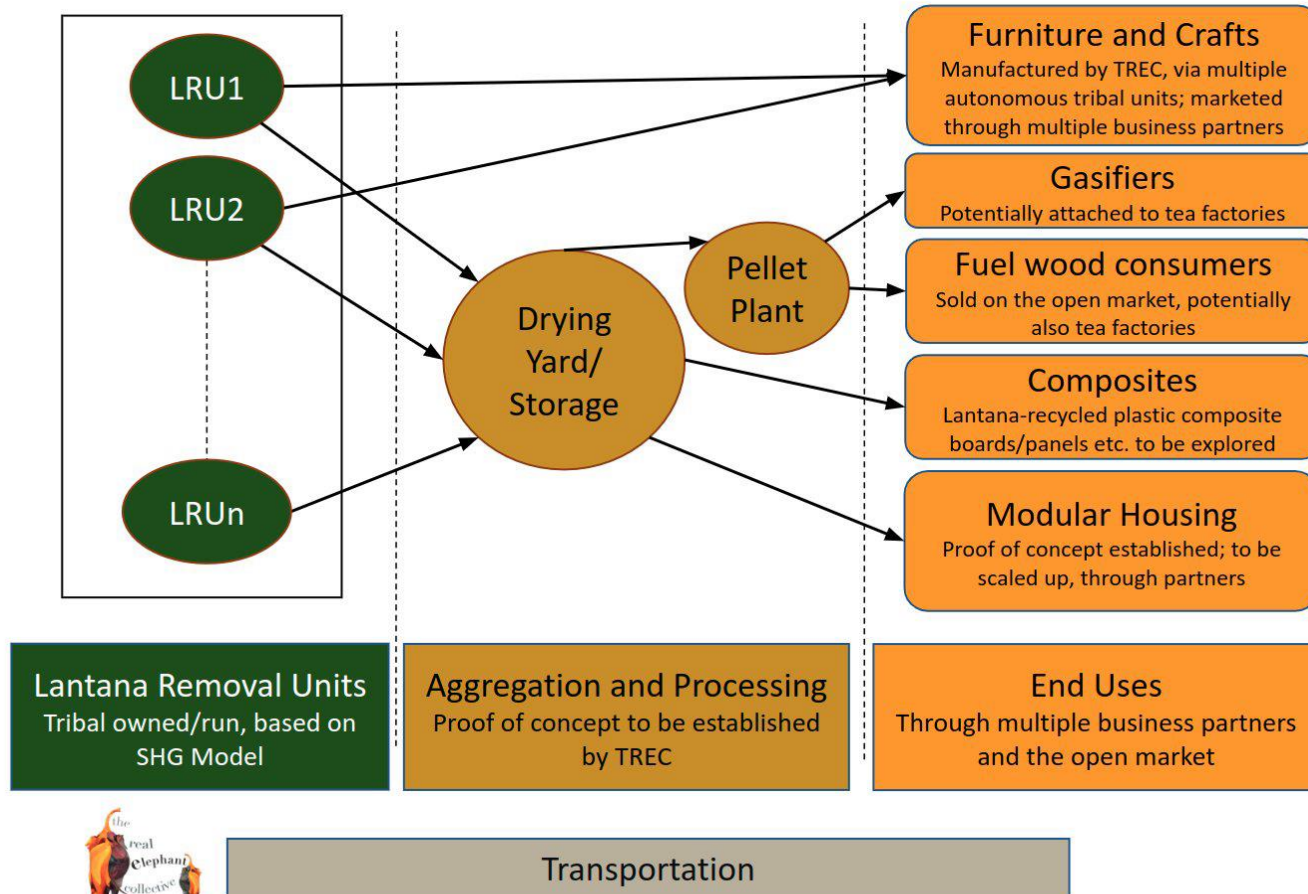 LRU1
LRU2
LRUn
Drying
Yard/
Storage
Pellet
Plant
Furniture and Crafts
Manufactured by TREC, via multiple
autonomous tribal units; marketed
through multiple business partners
Gasifiers
Potentially attached to tea factories
Fuel wood consumers
Sold on the open market, potentially
also tea factories
Composites
Lantana-recycled plastic composite
boards/panels etc. to be explored
Modular Housing
Proof of concept established; to be
scaled up, through partners
Lantana Removal Units
Tribal owned/run, based on
SHG Model
Aggregation and Processing
Proof of concept to be established
by TREC
End Uses
Through multiple business partners
and the open market
the
real
elephant
collective
Transportation